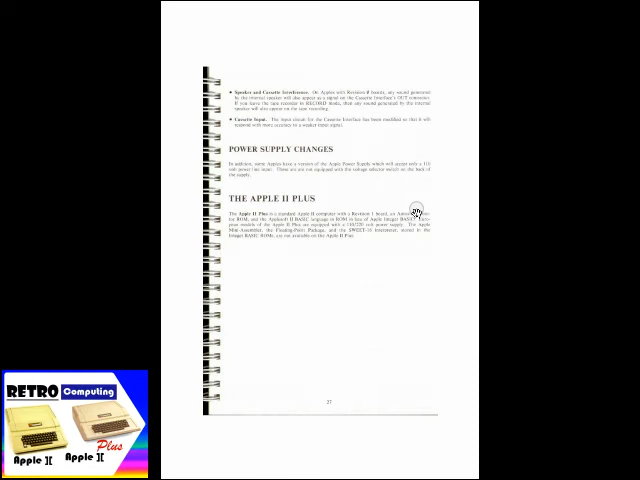 • Speaker and Cassette Interference. On Apples with Revision 0 boards, any sound generated
by the internal speaker will also appear as a signal on the Cassette Interface's OUT connector.
If you leave the tape recorder in RECORD mode, then any sound generated by the internal
speaker will also appear on the tape recording.
• Cassette Input. The input circuit for the Cassette Interface has been modified so that it will
respond with more accuracy to a weaker input signal.
POWER SUPPLY CHANGES
In addition, some Apples have a version of the Apple Power Supply which will accept only a 110
volt power line input. These are not equipped with the voltage selector switch on the back of
the supply.
THE APPLE II PLUS
The Apple II Plus is a standard Apple II computer with a Revision 1 board, an
ROM, and the Applesoft II BASIC language in ROM in lieu of Apple Integer BASIC.
models of the Apple II Plus are equipped with a 110/220 volt power supply. The Apple
Mini-Assembler, the Floating-Point Package, and the SWEET-16 interpreter, stored in the
Integer BASIC ROMs, are not available on the Apple II Plus.
27
RETRO Computing
Plus
Apple ][ Apple ][